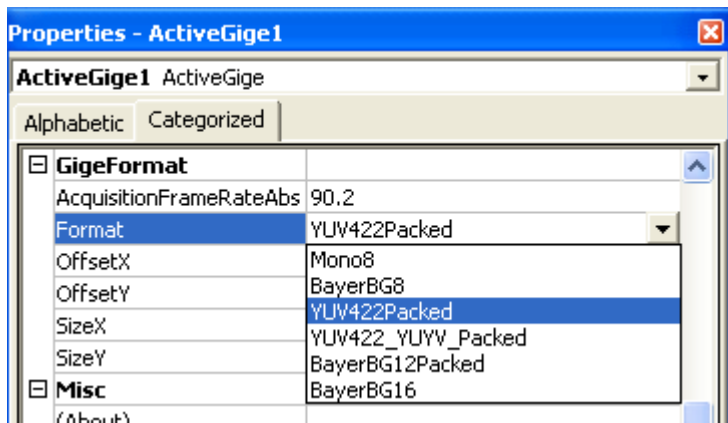 Properties - ActiveGige1
ActiveGige1 ActiveGige
Alphabetic Categorized
GigeFormat
AcquisitionFrameRateAbs 90.2
Format YUV422Packed
OffsetX Mono8
OffsetY BayerBG8
YUV422Packed
SizeX YUV422_YUYV_Packed
SizeY BayerBG12Packed
Misc BayerBG16
(About)